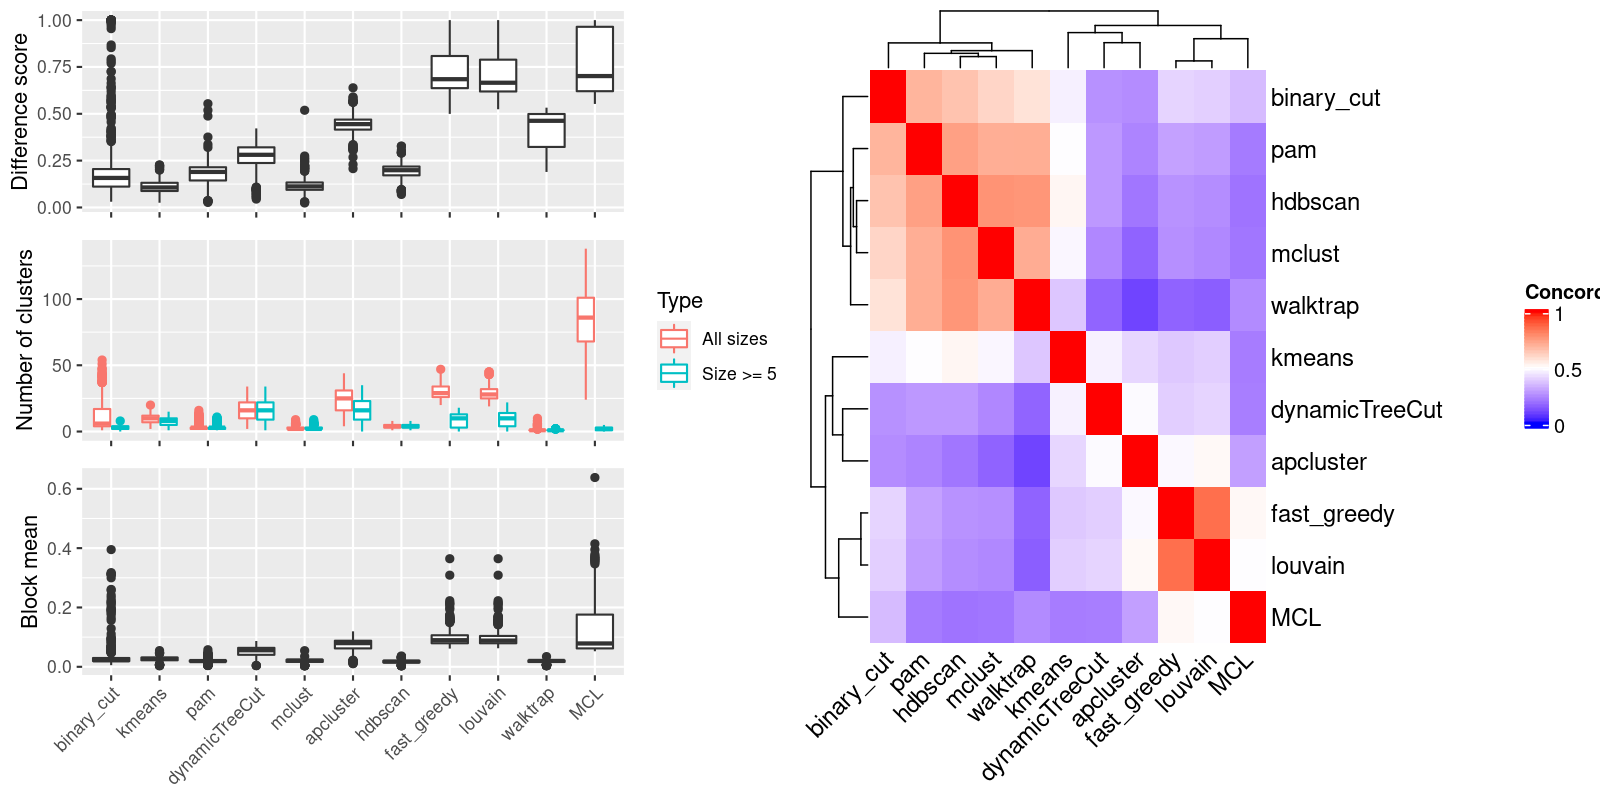 Difference score
1.00
0.75
0.50
0.25
0.00
Number of clusters
100
50
0
Block mean
0.6
0.4
0.2
0.0
binary_cut
kmeans
pam
dynamicTreeCut
mclust
apcluster
hdbscan
fast_greedy
louvain
walktrap
MCL
Type
All sizes
Size >= 5
binary_cut
pam
hdbscan
mclust
walktrap
kmeans
dynamicTreeCut
apcluster
fast_greedy
louvain
MCL
binary_cut
pam
hdbscan
mclust
walktrap
kmeans
dynamicTreeCut
apcluster
fast_greedy
louvain
MCL
Concord
1
0.5
0